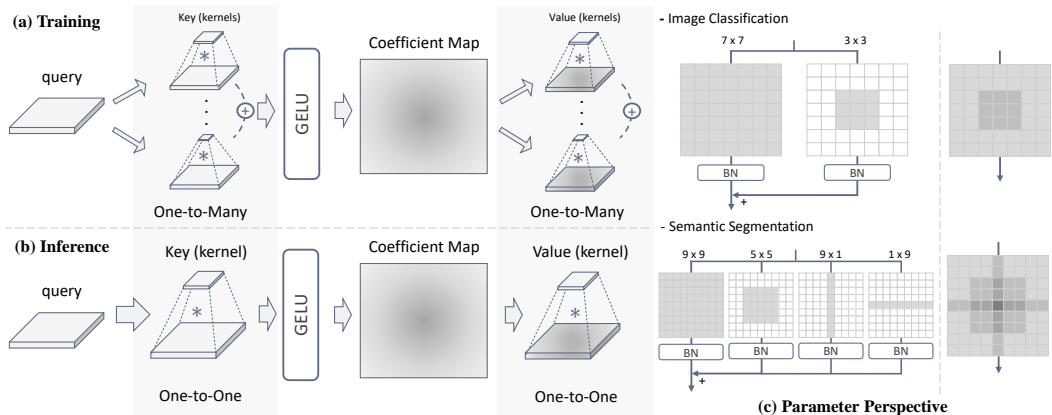 (a) Training
Key (kernels)
Coefficient Map
Value (kernels)
query
*
*
+
GELU
*
*
+
One-to-Many
One-to-Many
(b) Inference
Key (kernel)
Coefficient Map
Value (kernel)
query
*
GELU
*
One-to-One
One-to-One
- Image Classification
7 x 7
3 x 3
BN
BN
+
- Semantic Segmentation
9 x 9
5 x 5
9 x 1
1 x 9
BN
BN
BN
BN
+
(c) Parameter Perspective